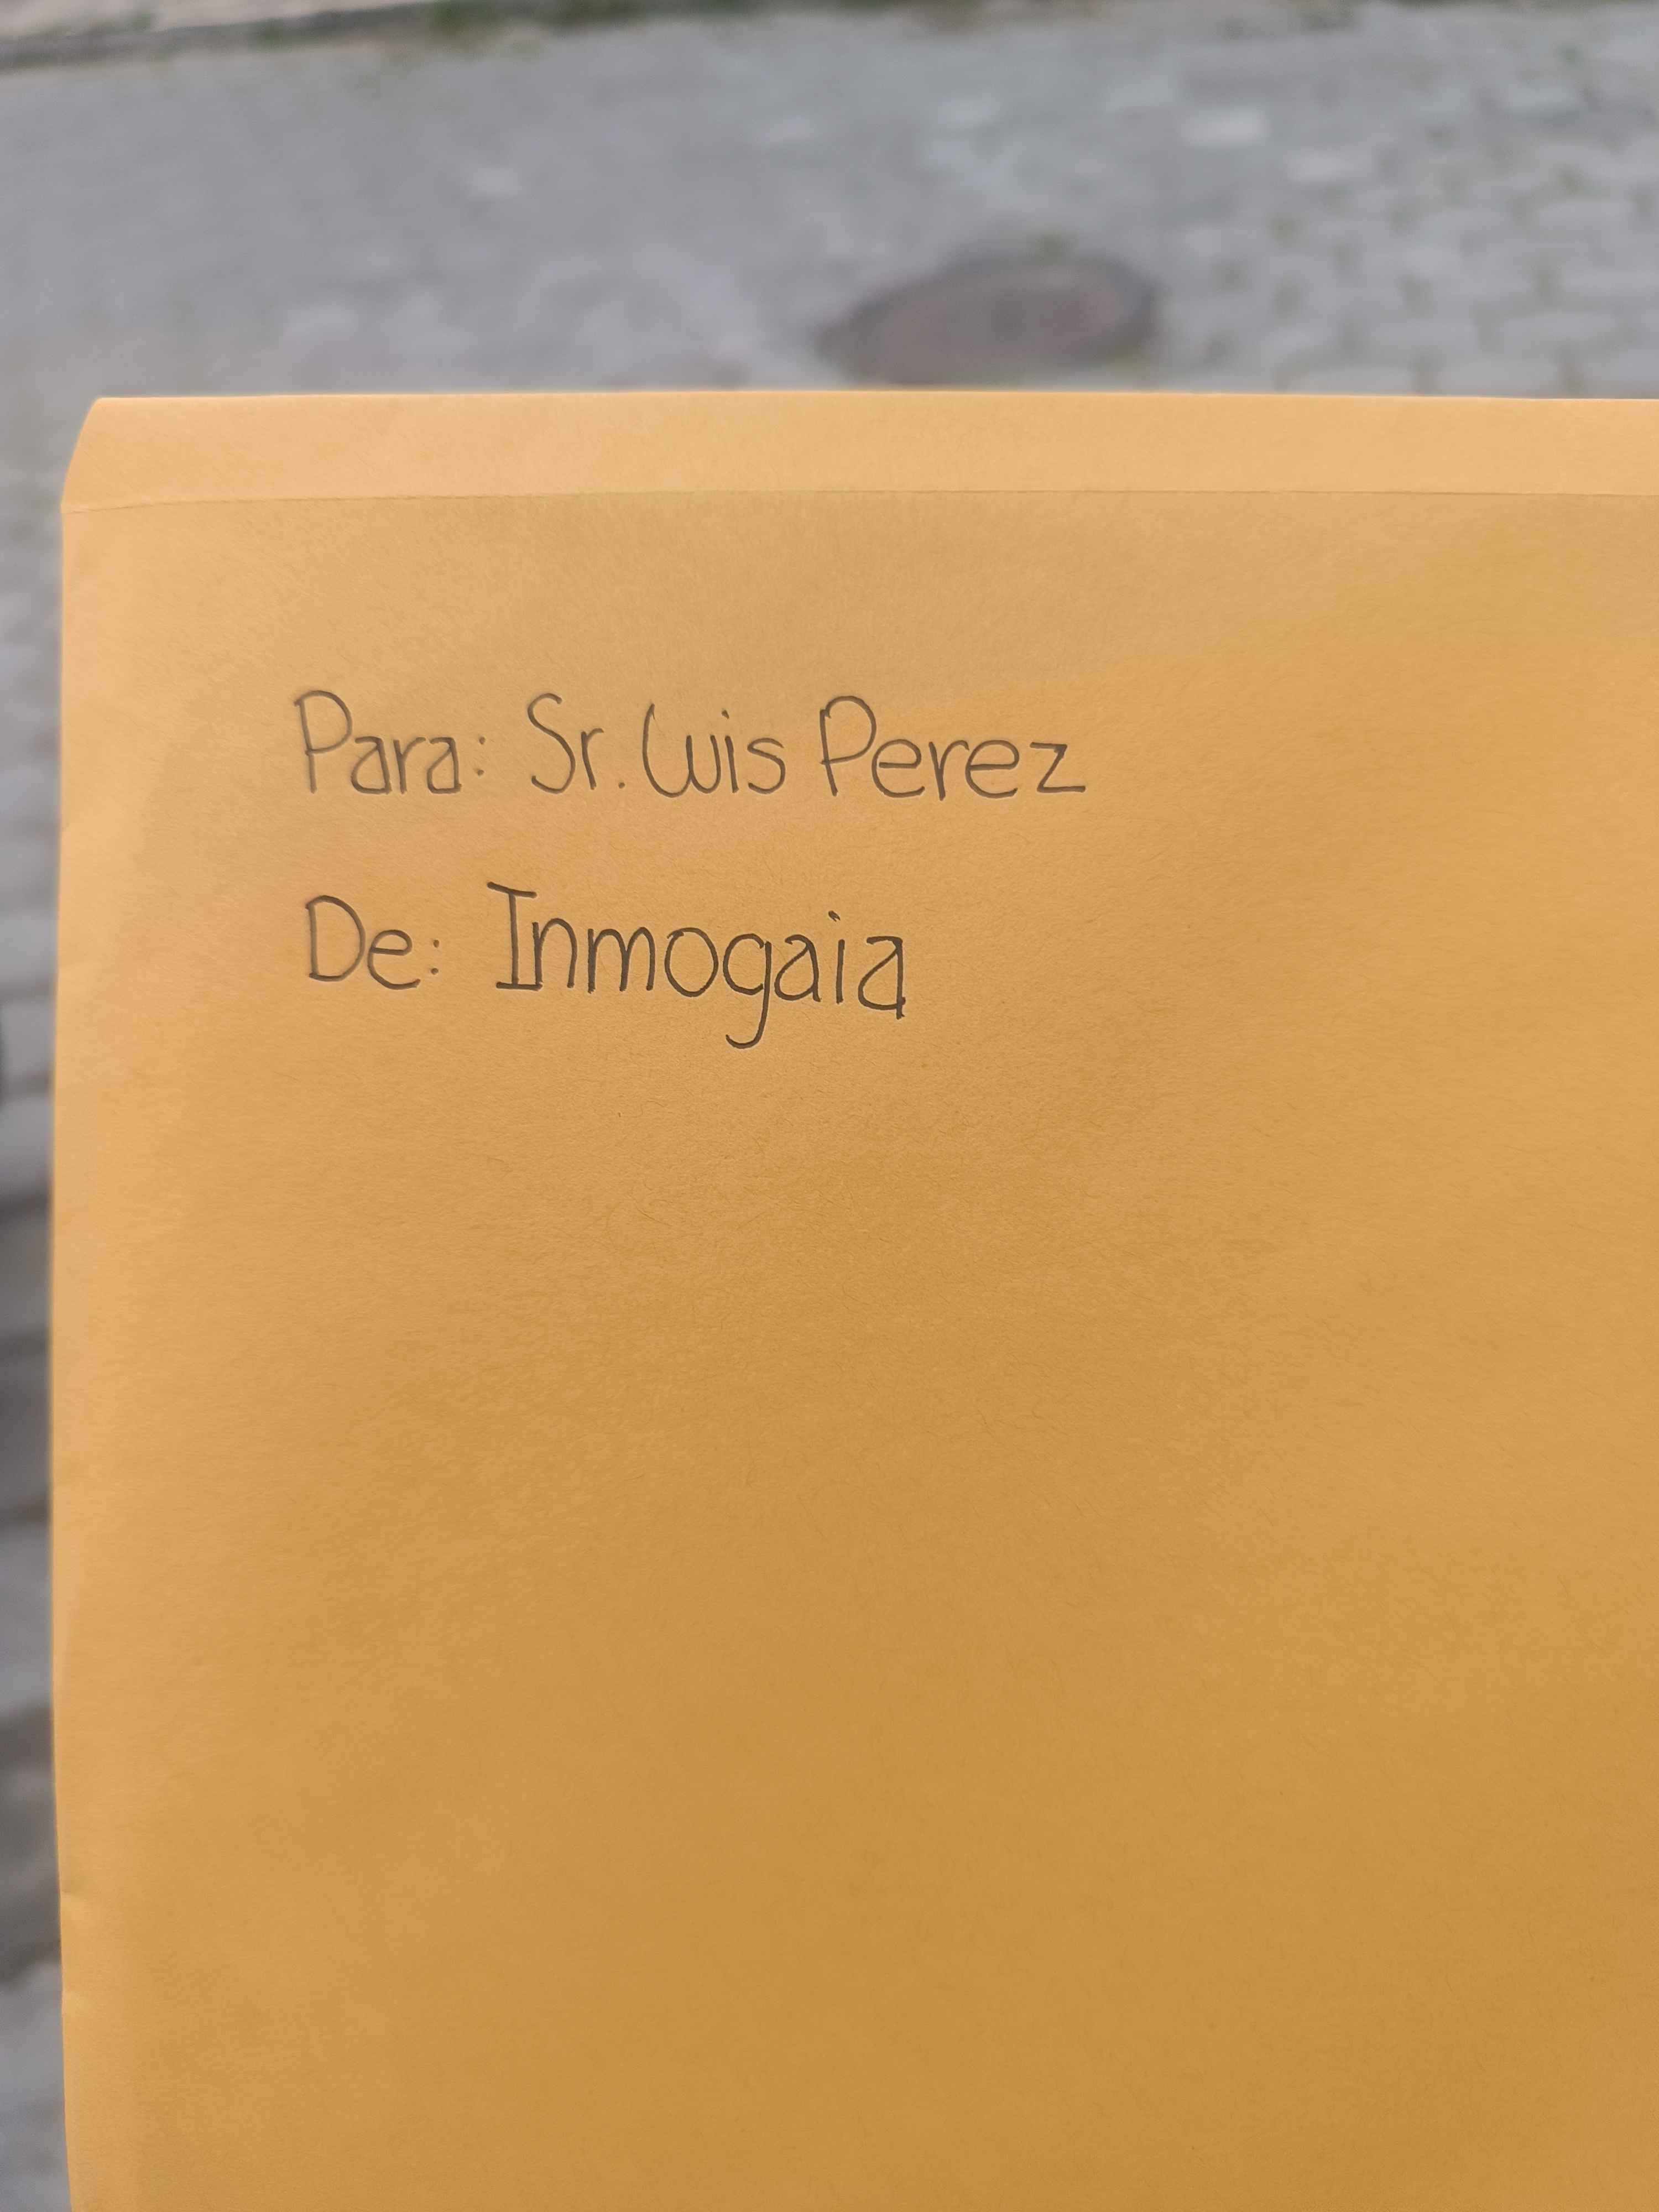 Para: Sr. Luis Perez
De: Inmogaia